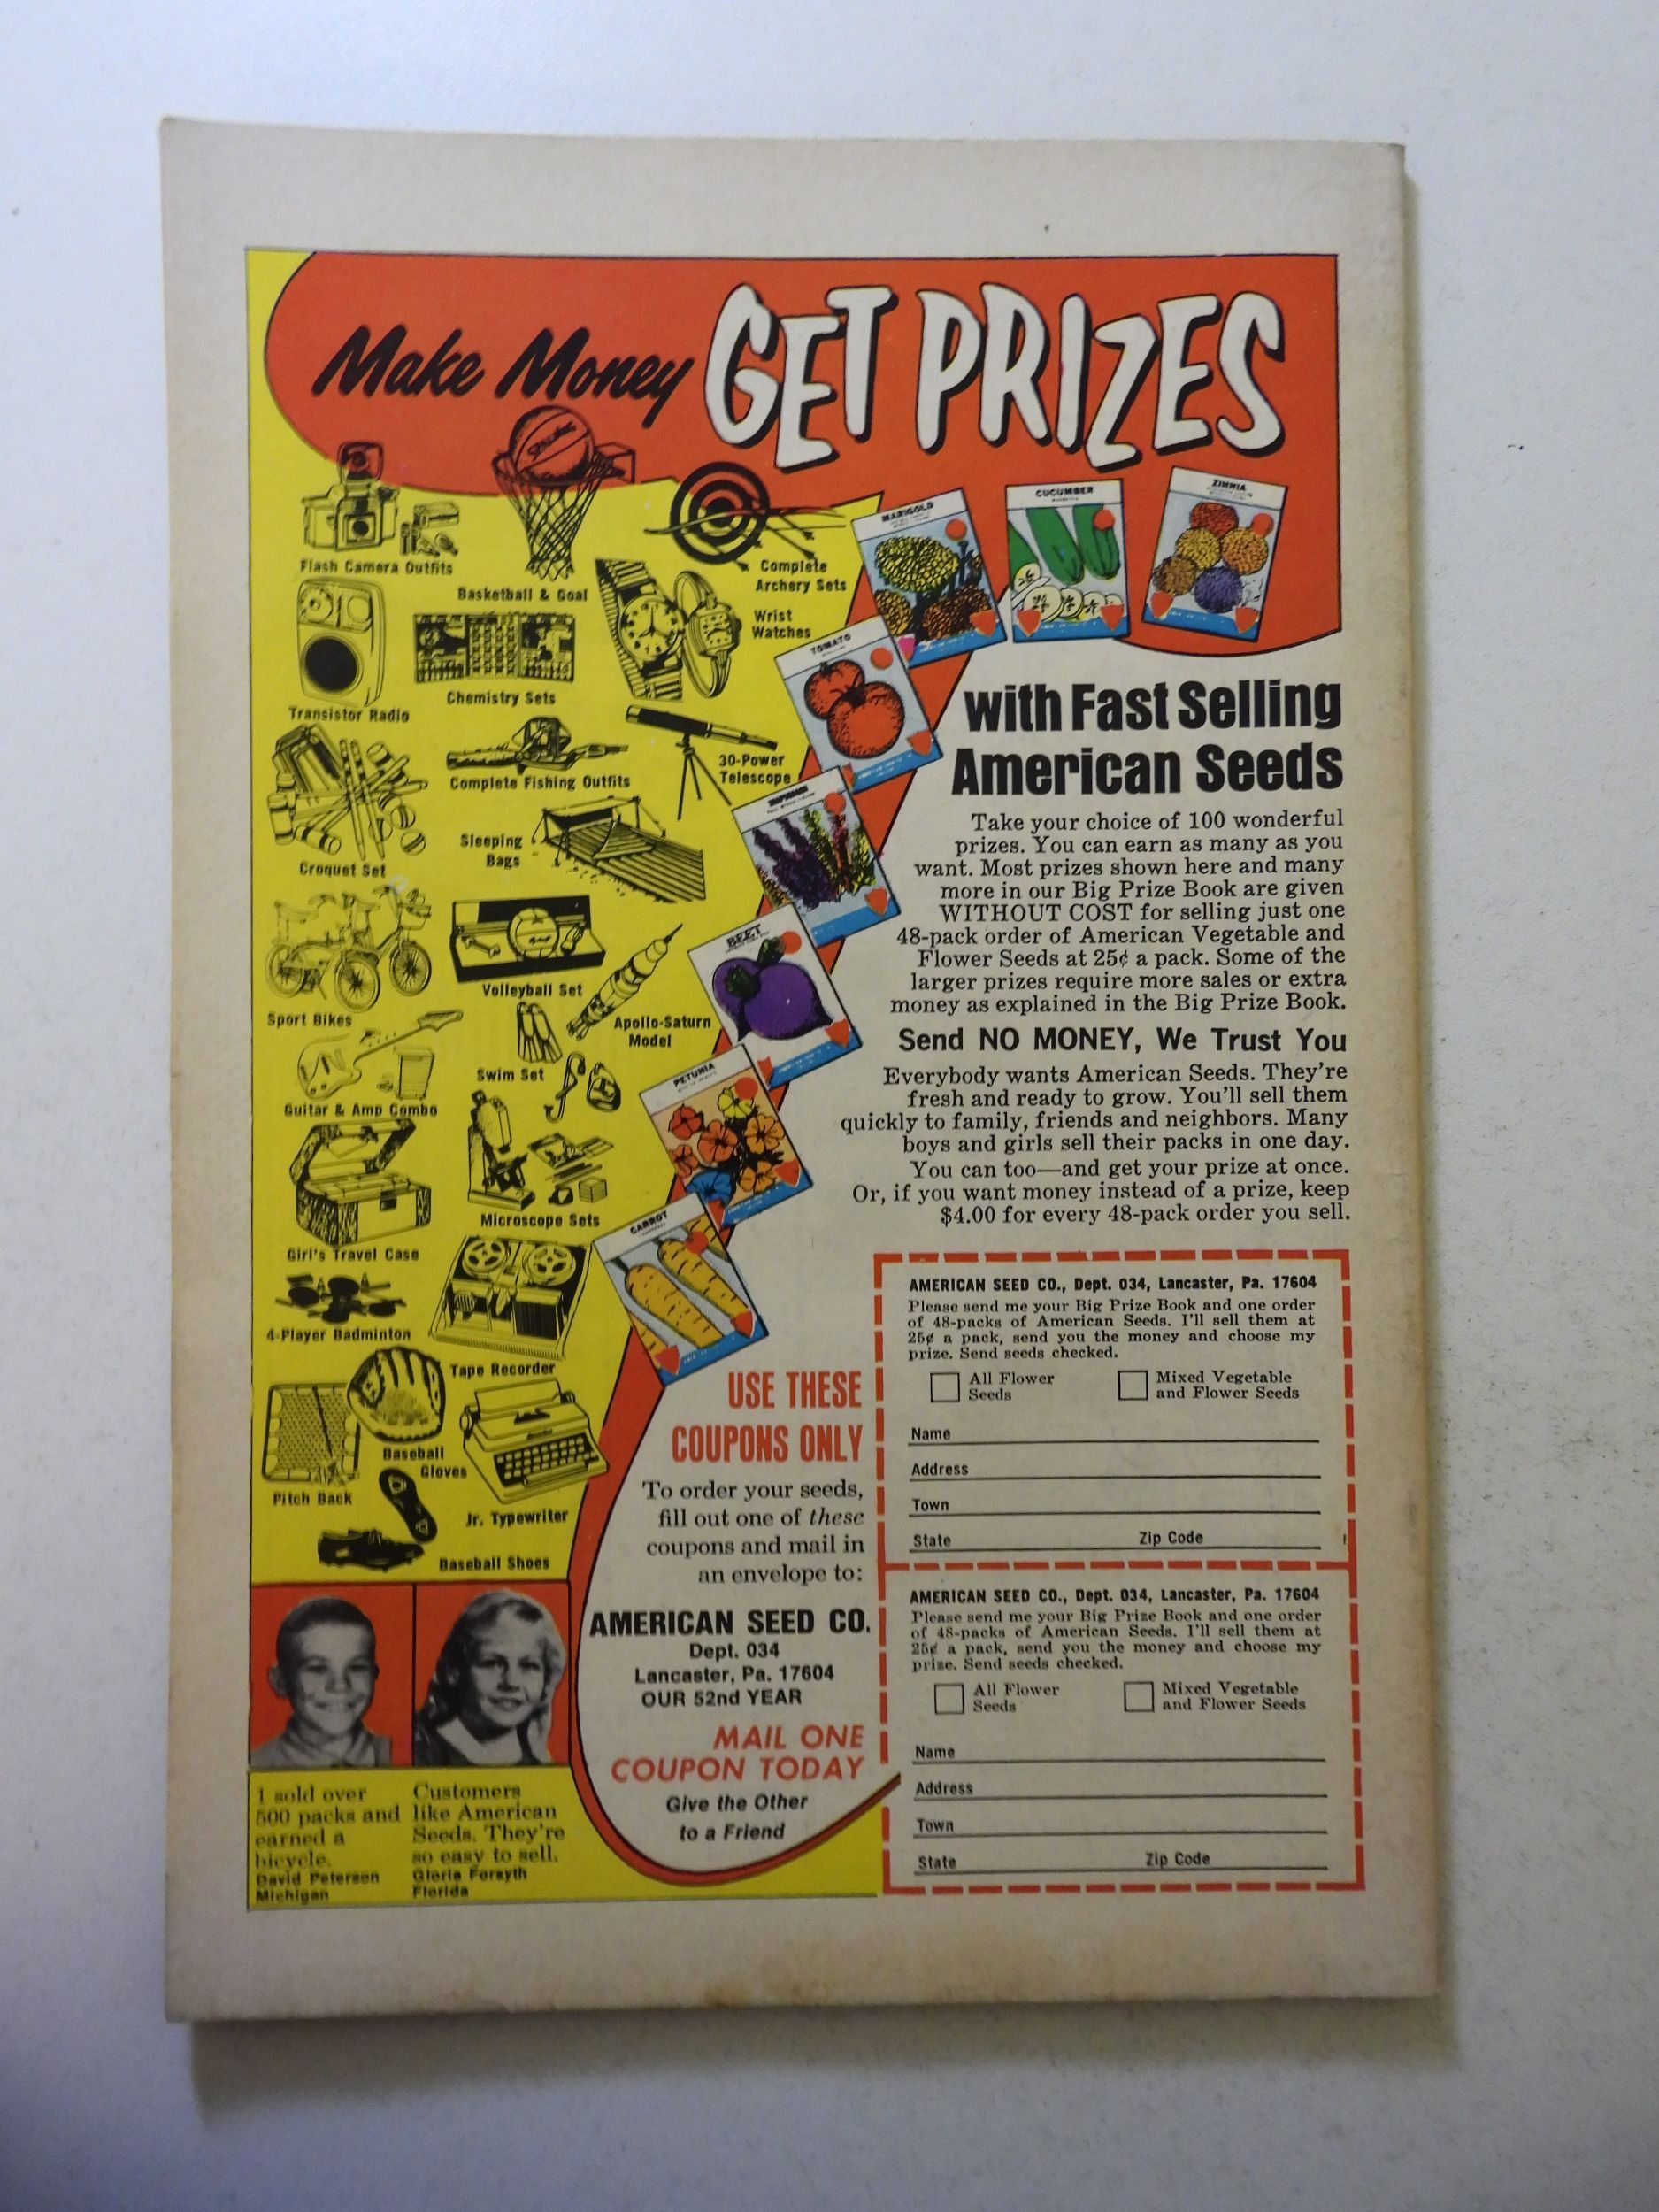 Make Money GET PRIZES
Spalding
Flash Camera Outfits
Basketball & Goal
Complete
Archery Sets
Wrist
Watches
Transistor Radio
Chemistry Sets
Complete Fishing Outfits
30-Power
Telescope
Croquet Set
Sleeping
Bags
Sport Bikes
Volleyball Set
Apollo-Saturn
Model
Swim Set
Guitar & Amp Combo
Girl's Travel Case
Microscope Sets
4-Player Badminton
Tape Recorder
Baseball
Gloves
Pitch Back
Jr. Typewriter
Baseball Shoes
MARIGOLD
CUCUMBER
ZINNIA
TOMATO
BEET
PETUNIA
CARROT
with Fast Selling
American Seeds
Take your choice of 100 wonderful
prizes. You can earn as many as you
want. Most prizes shown here and many
more in our Big Prize Book are given
WITHOUT COST for selling just one
48-pack order of American Vegetable and
Flower Seeds at 25¢ a pack. Some of the
larger prizes require more sales or extra
money as explained in the Big Prize Book.
Send NO MONEY, We Trust You
Everybody wants American Seeds. They're
fresh and ready to grow. You'll sell them
quickly to family, friends and neighbors. Many
boys and girls sell their packs in one day.
You can too—and get your prize at once.
Or, if you want money instead of a prize, keep
$4.00 for every 48-pack order you sell.
USE THESE
COUPONS ONLY
To order your seeds,
fill out one of these
coupons and mail in
an envelope to:
AMERICAN SEED CO.
Dept. 034
Lancaster, Pa. 17604
OUR 52nd YEAR
MAIL ONE
COUPON TODAY
Give the Other
to a Friend
AMERICAN SEED CO., Dept. 034, Lancaster, Pa. 17604
Please send me your Big Prize Book and one order
of 48-packs of American Seeds. I'll sell them at
25¢ a pack, send you the money and choose my
prize. Send seeds checked.
All Flower
Seeds
Mixed Vegetable
and Flower Seeds
Name
Address
Town
State Zip Code
AMERICAN SEED CO., Dept. 034, Lancaster, Pa. 17604
Please send me your Big Prize Book and one order
of 48-packs of American Seeds. I'll sell them at
25¢ a pack, send you the money and choose my
prize. Send seeds checked.
All Flower
Seeds
Mixed Vegetable
and Flower Seeds
Name
Address
Town
State Zip Code
I sold over
500 packs and
earned a
bicycle.
David Peterson
Michigan
Customers
like American
Seeds. They're
so easy to sell.
Gloria Forsyth
Florida